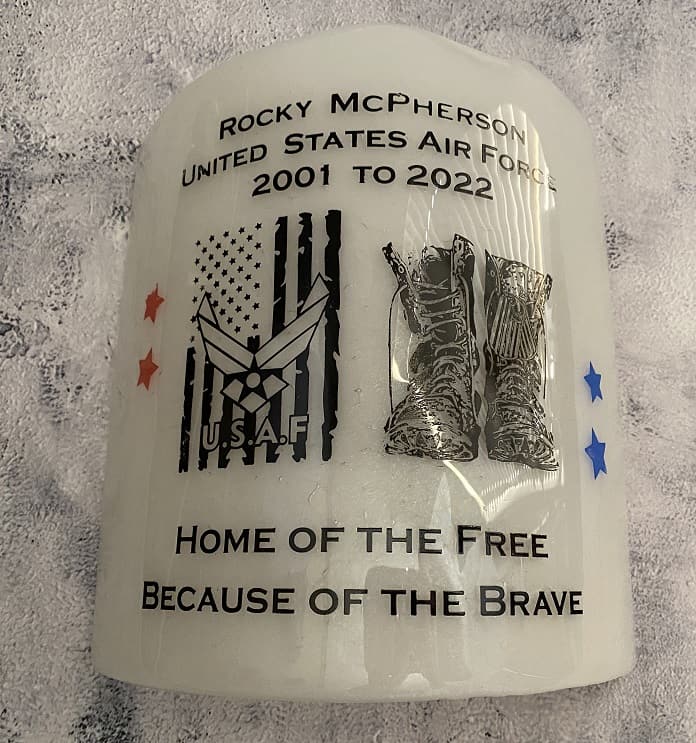 Rocky McPherson
United States Air Force
2001 to 2022
U.S.A.F
Home of the Free
Because of the Brave